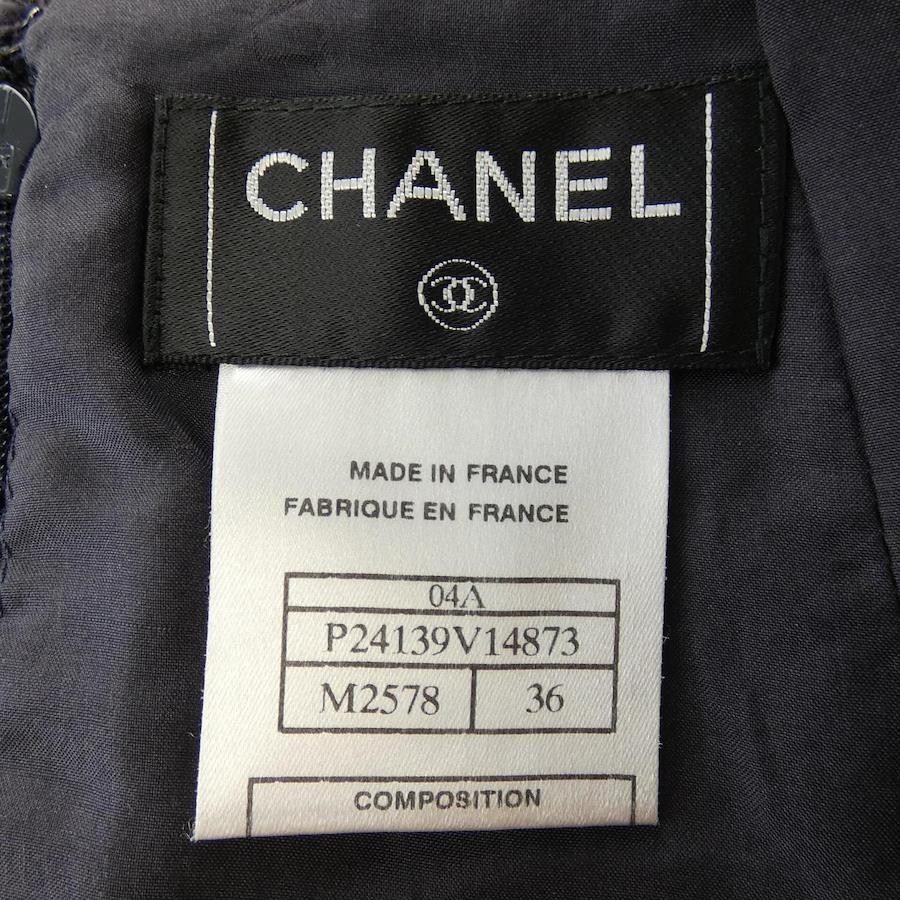 CHANEL
MADE IN FRANCE
FABRIQUE EN FRANCE
04A
P24139V14873
M2578 36
COMPOSITION